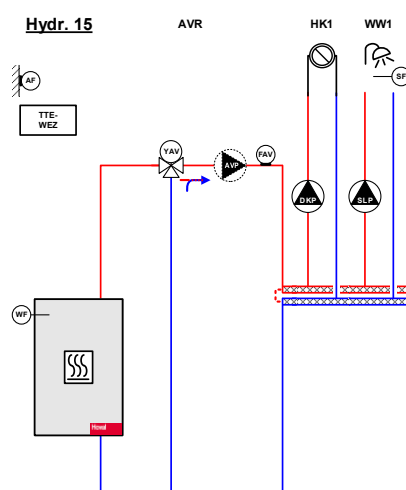 Hydr. 15
AVR
HK1
WW1
AF
SF
TTE-
WEZ
YAV
AVP
FAV
DKP
SLP
WF
Hoval